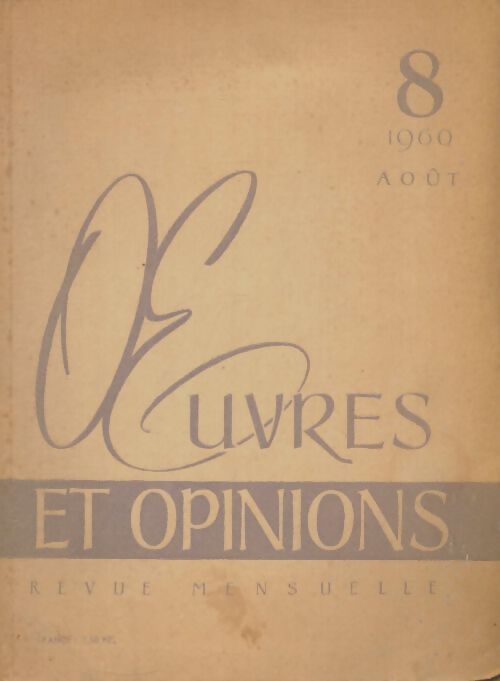 8
1960
AOÛT
ŒUVRES
ET OPINIONS
REVUE MENSUELLE